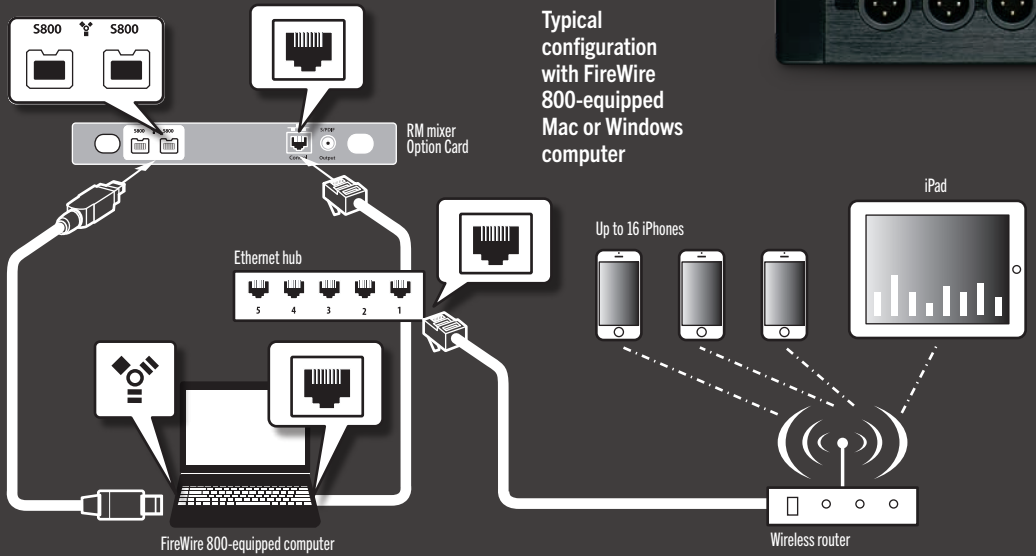 S800 S800
Typical
configuration
with FireWire
800-equipped
Mac or Windows
computer
S800 S800
S/PDIF
Control
Output
RM mixer
Option Card
iPad
Up to 16 iPhones
Ethernet hub
5 4 3 2 1
FireWire 800-equipped computer
Wireless router